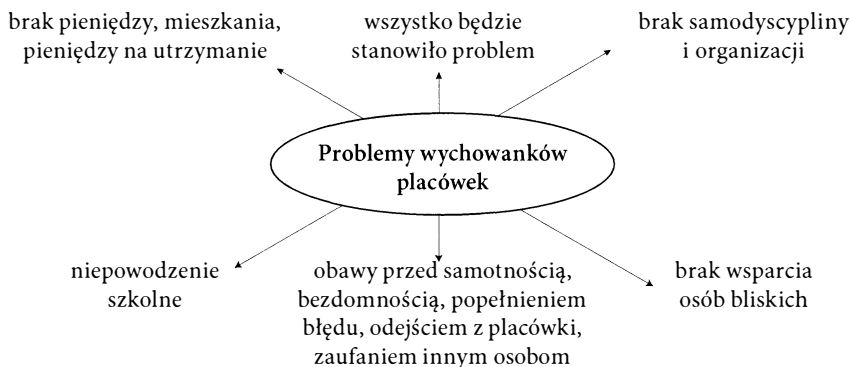 brak pieniędzy, mieszkania,
pieniędzy na utrzymanie
wszystko będzie
stanowiło problem
brak samodyscypliny
i organizacji
Problemy wychowanków
placówek
niepowodzenie
szkolne
obawy przed samotnością,
bezdomnością, popełnieniem
błędu, odejściem z placówki,
zaufaniem innym osobom
brak wsparcia
osób bliskich